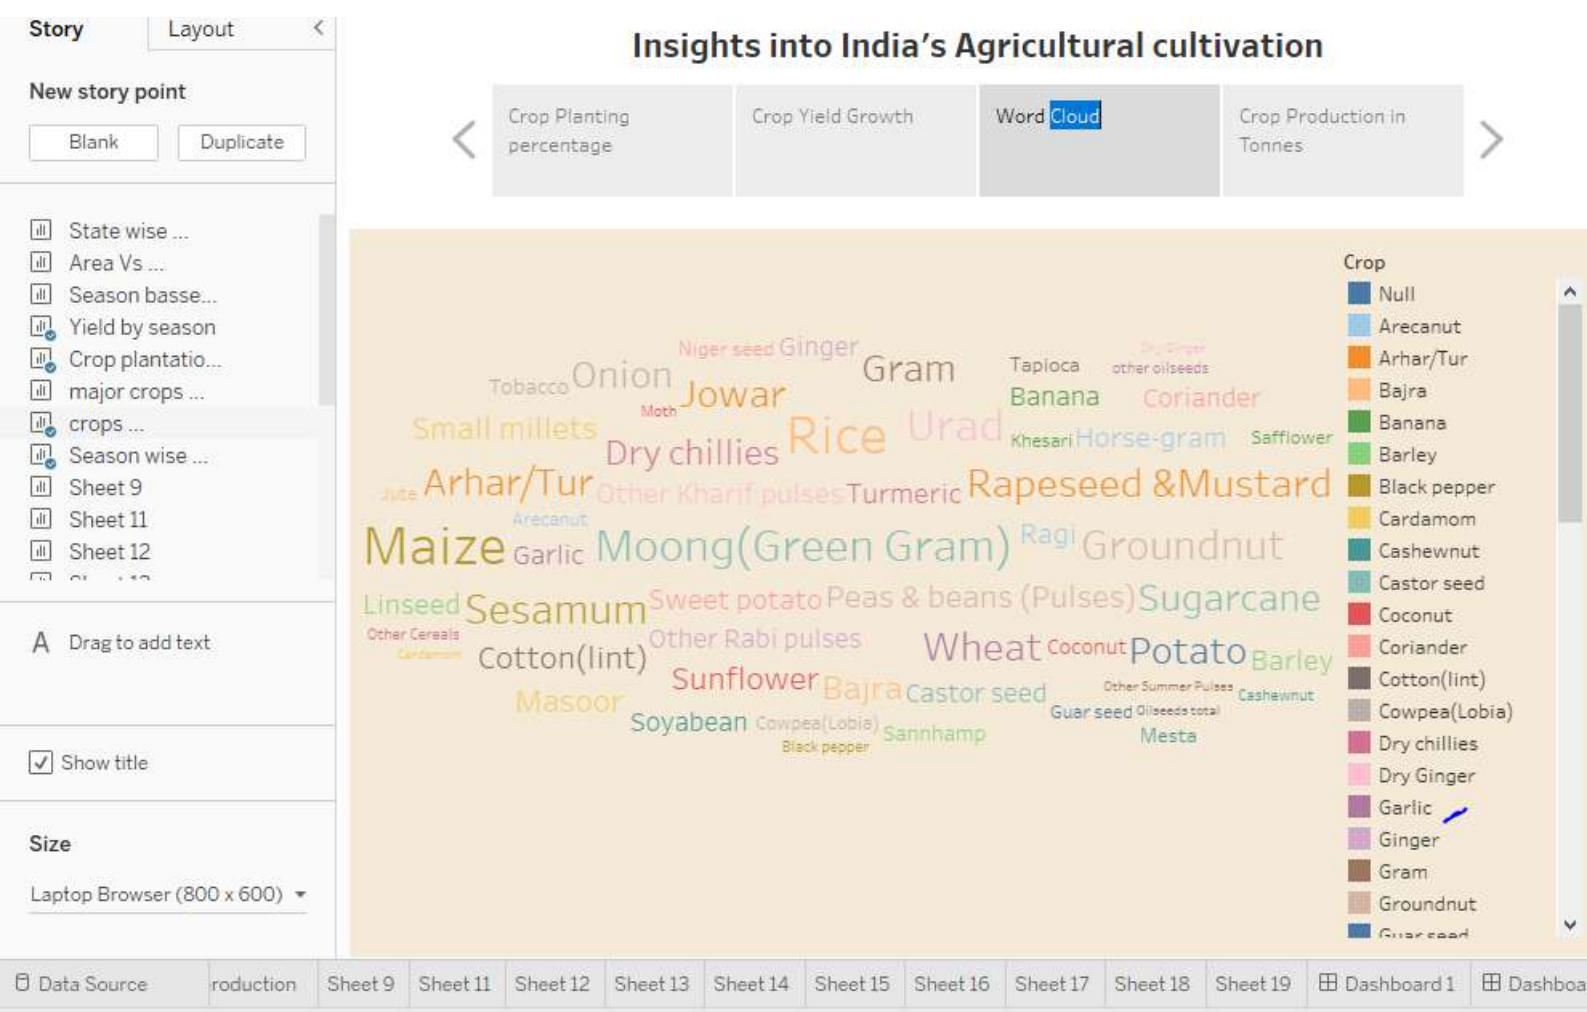 Story
Layout
<
New story point
Blank
Duplicate
State wise ...
Area Vs ...
Season basse...
Yield by season
Crop plantatio...
major crops ...
crops ...
Season wise ...
Sheet 9
Sheet 11
Sheet 12
A Drag to add text
Show title
Size
Laptop Browser (800 x 600)
Insights into India's Agricultural cultivation
Crop Planting
percentage
Crop Yield Growth
Word Cloud
Crop Production in
Tonnes
Niger seed Ginger
Dry Ginger
Tobacco Onion
Gram
Tapioca
other oilseeds
Moth Jowar
Banana
Coriander
Small millets
Dry chillies
Rice
Urad
Khesari Horse-gram
Safflower
Jute Arhar/Tur Other Kharif pulses Turmeric Rapeseed &Mustard
Arecanut
Maize Garlic Moong(Green Gram) Ragi Groundnut
Linseed Sesamum Sweet potato Peas & beans (Pulses) Sugarcane
Other Cereals
Cardamom
Cotton(lint) Other Rabi pulses
Wheat Coconut Potato Barley
Sunflower
Masoor
Bajra Castor seed
Other Summer Pulses Cashewnut
Soyabean Cowpea(Lobia) Sannhamp
Guar seed Oilseeds total
Black pepper
Mesta
Crop
Null
Arecanut
Arhar/Tur
Bajra
Banana
Barley
Black pepper
Cardamom
Cashewnut
Castor seed
Coconut
Coriander
Cotton(lint)
Cowpea(Lobia)
Dry chillies
Dry Ginger
Garlic
Ginger
Gram
Groundnut
Guar seed
Data Source
roduction
Sheet 9
Sheet 11
Sheet 12
Sheet 13
Sheet 14
Sheet 15
Sheet 16
Sheet 17
Sheet 18
Sheet 19
Dashboard 1
Dashboa